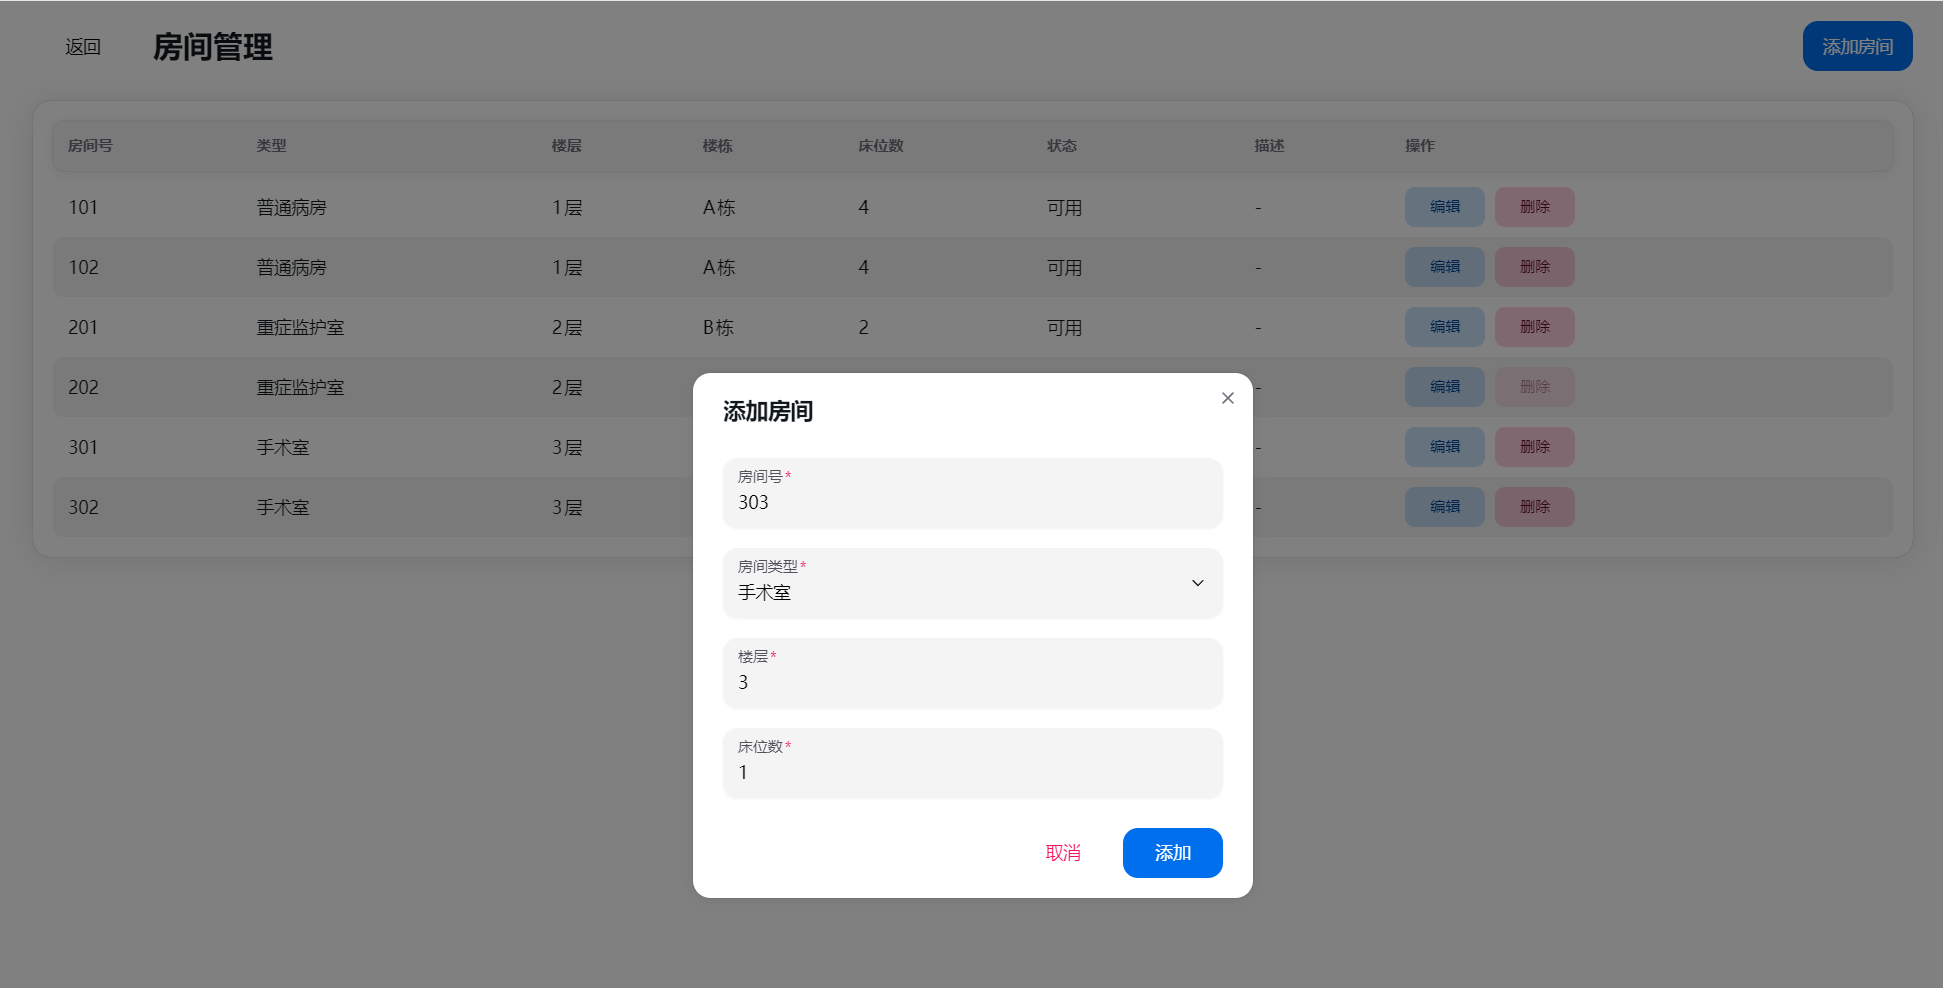 返回 房间管理 添加房间
房间号 类型 楼层 楼栋 床位数 状态 描述 操作
101 普通病房 1层 A栋 4 可用 - 编辑 删除
102 普通病房 1层 A栋 4 可用 - 编辑 删除
201 重症监护室 2层 B栋 2 可用 - 编辑 删除
202 重症监护室 2层 - 编辑 删除
301 手术室 3层 - 编辑 删除
302 手术室 3层 - 编辑 删除
添加房间
房间号*
303
房间类型*
手术室
楼层*
3
床位数*
1
取消 添加